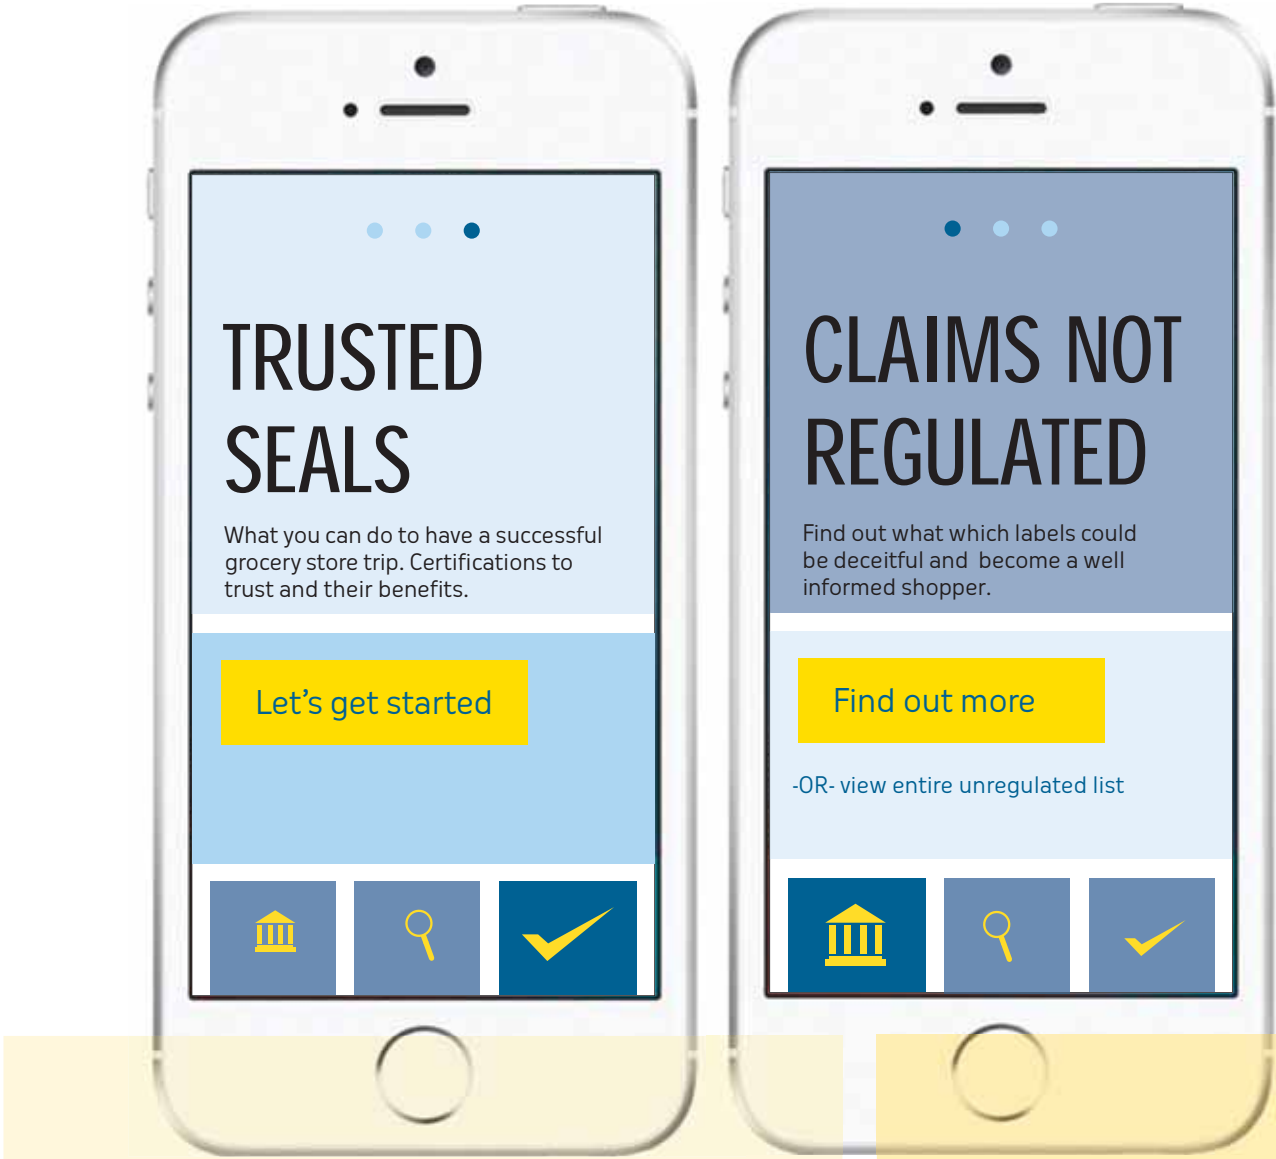 TRUSTED
SEALS
What you can do to have a successful
grocery store trip. Certifications to
trust and their benefits.
Let's get started
CLAIMS NOT
REGULATED
Find out what which labels could
be deceitful and become a well
informed shopper.
Find out more
-OR- view entire unregulated list